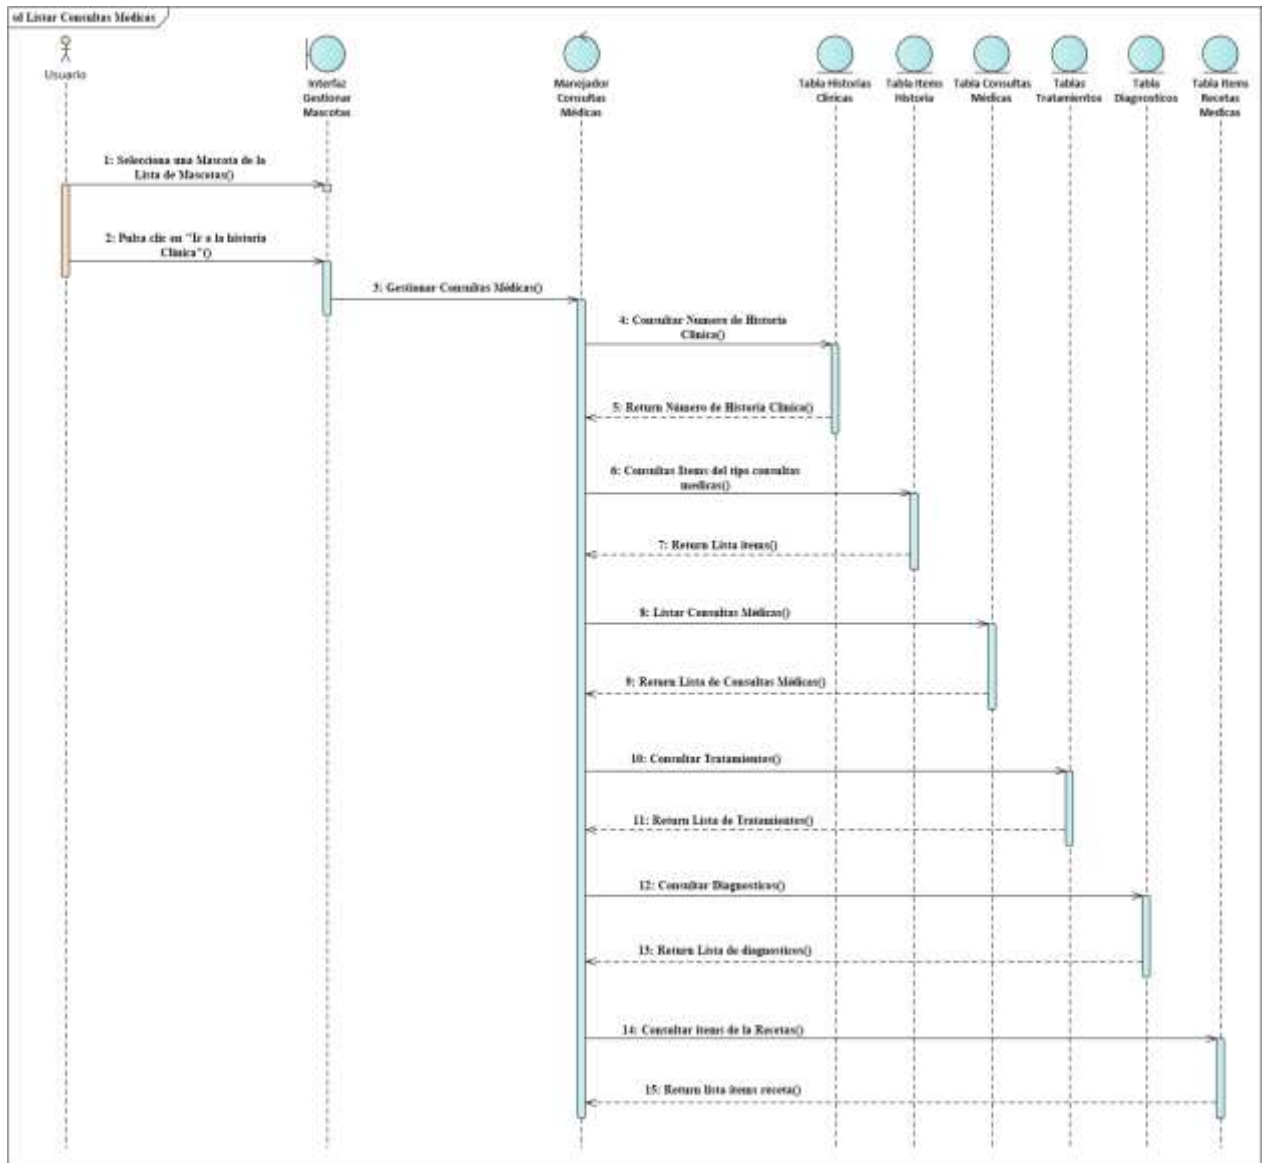 sd Listar Consultas Medicas
Usuario
Interfaz
Gestionar
Mascotas
Manejador
Consultas
Médicas
Tabla Historias
Clínicas
Tabla Items
Historia
Tabla Consultas
Médicas
Tablas
Tratamientos
Tabla
Diagnosticos
Tabla Items
Recetas
Medicas
1: Selecciona una Mascota de la
Lista de Mascotas()
2: Pulsa clic en "Ir a la historia
Clinica"()
3: Gestionar Consultas Médicas()
4: Consultar Numero de Historia
Clinica()
5: Return Número de Historia Clinica()
6: Consultas Items del tipo consultas
medicas()
7: Return Lista items()
8: Listar Consultas Médicas()
9: Return Lista de Consultas Médicas()
10: Consultar Tratamientos()
11: Return Lista de Tratamientos()
12: Consultar Diagnosticos()
13: Return Lista de diagnosticos()
14: Consultar items de la Recetas()
15: Return lista items receta()